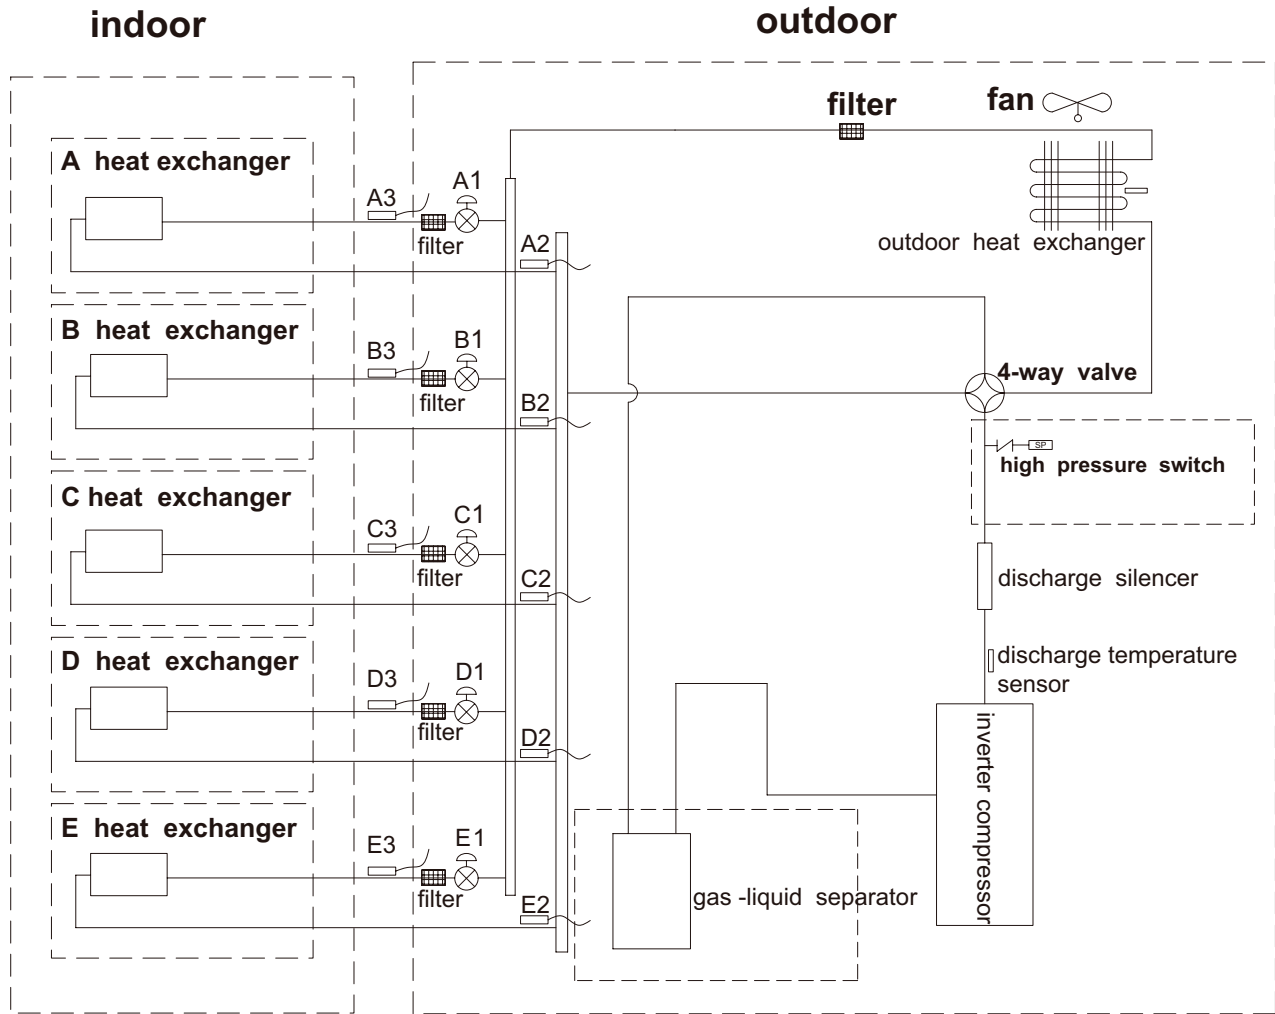 indoor
outdoor
filter
fan
A heat exchanger
A3
A1
filter
A2
outdoor heat exchanger
B heat exchanger
B3
B1
filter
B2
4-way valve
SP
high pressure switch
C heat exchanger
C3
C1
filter
C2
discharge silencer
D heat exchanger
D3
D1
filter
D2
discharge temperature
sensor
inverter compressor
E heat exchanger
E3
E1
filter
E2
gas -liquid separator